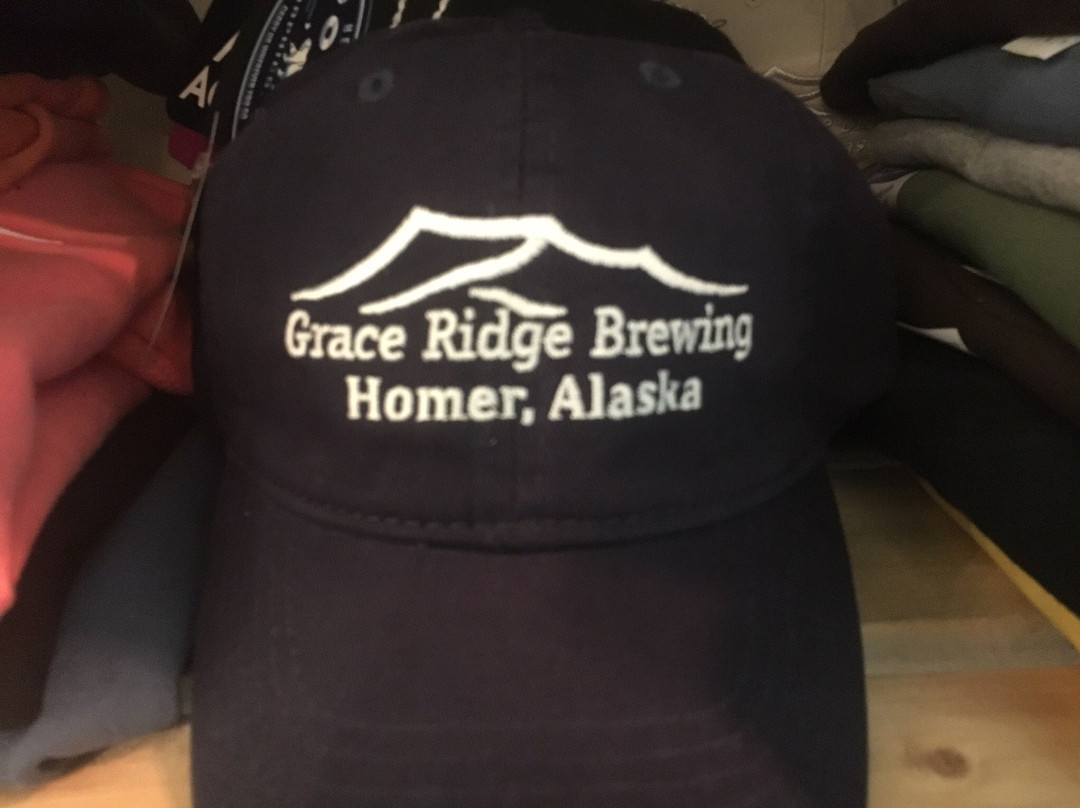 Grace Ridge Brewing
Homer, Alaska